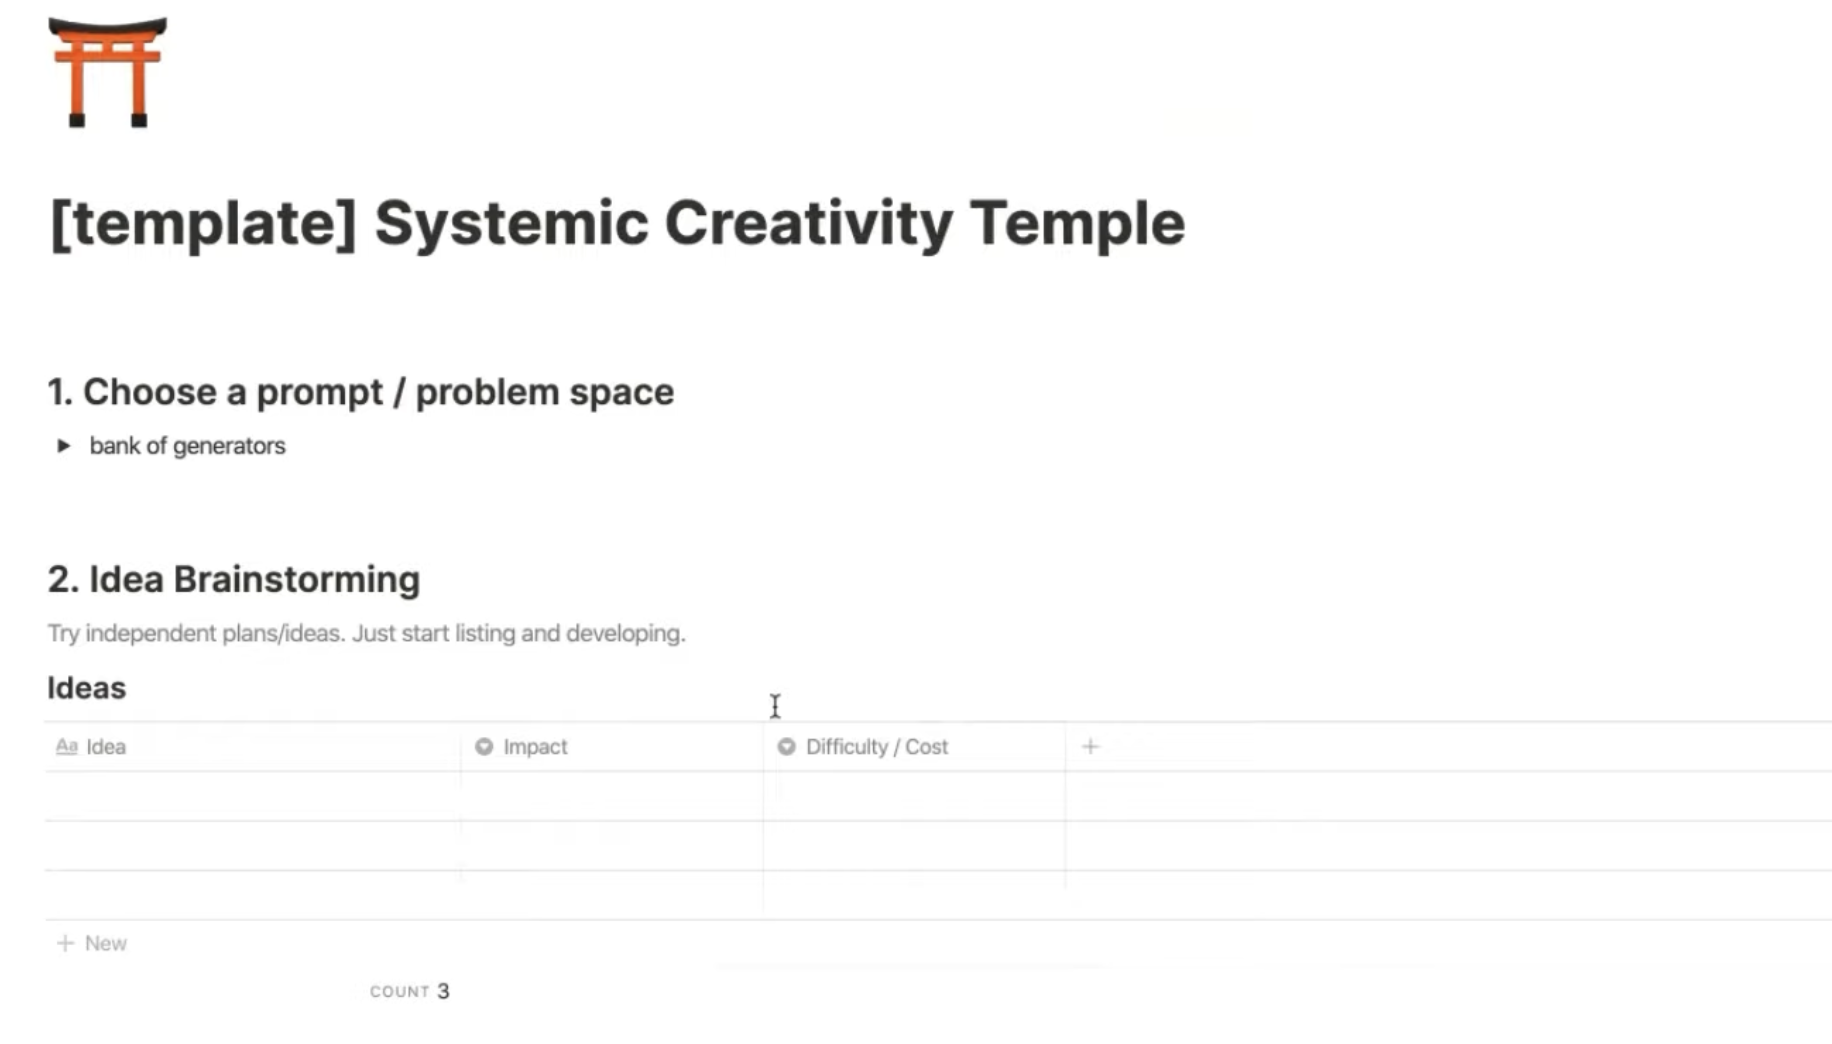 [template] Systemic Creativity Temple
1. Choose a prompt / problem space
bank of generators
2. Idea Brainstorming
Try independent plans/ideas. Just start listing and developing.
Ideas
Aa Idea Impact Difficulty / Cost +
+ New
COUNT 3